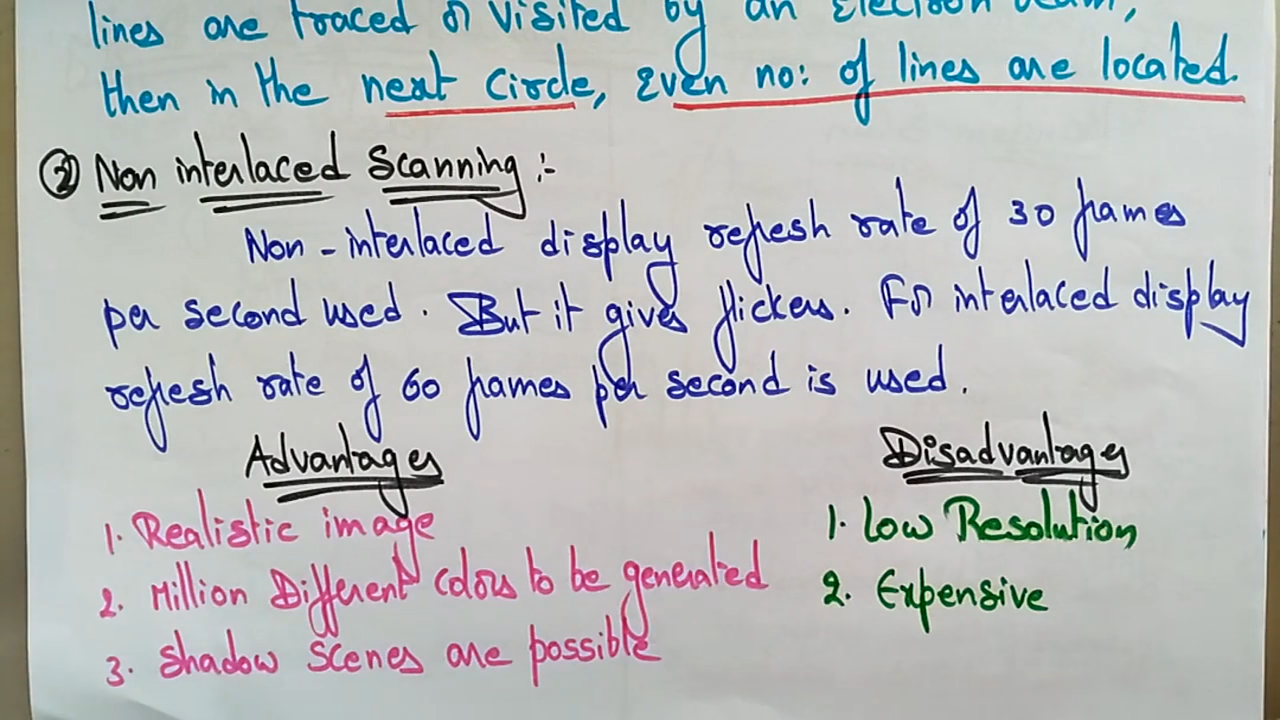 lines are traced or visited by an Electron beam,
then in the next Circle, Even no: of lines are located.
② Non interlaced Scanning :-
Non-interlaced display refresh rate of 30 frames
per second used. But it gives flickers. For interlaced display
refresh rate of 60 frames per second is used.
Advantages
1. Realistic image
2. Million Different colors to be generated
3. Shadow Scenes are possible
Disadvantages
1. Low Resolution
2. Expensive